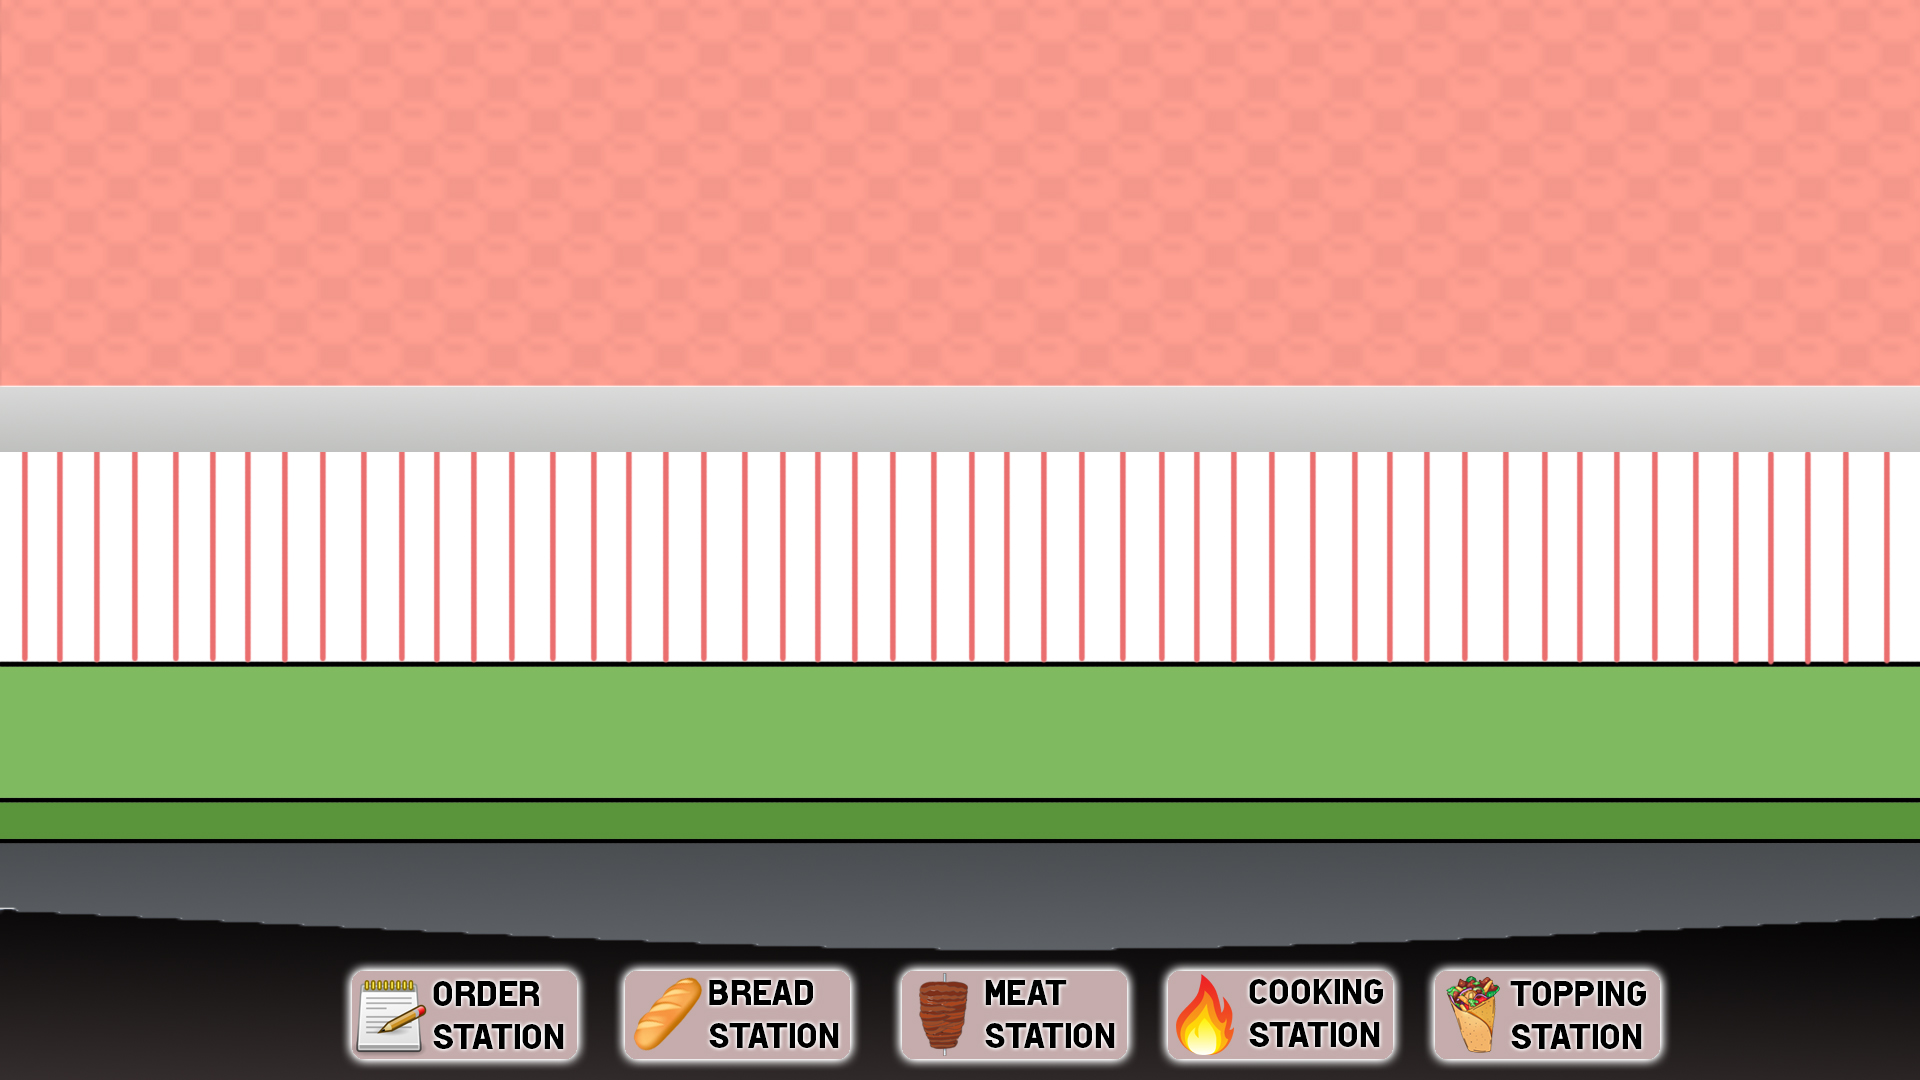 ORDER
STATION
BREAD
STATION
MEAT
STATION
COOKING
STATION
TOPPING
STATION